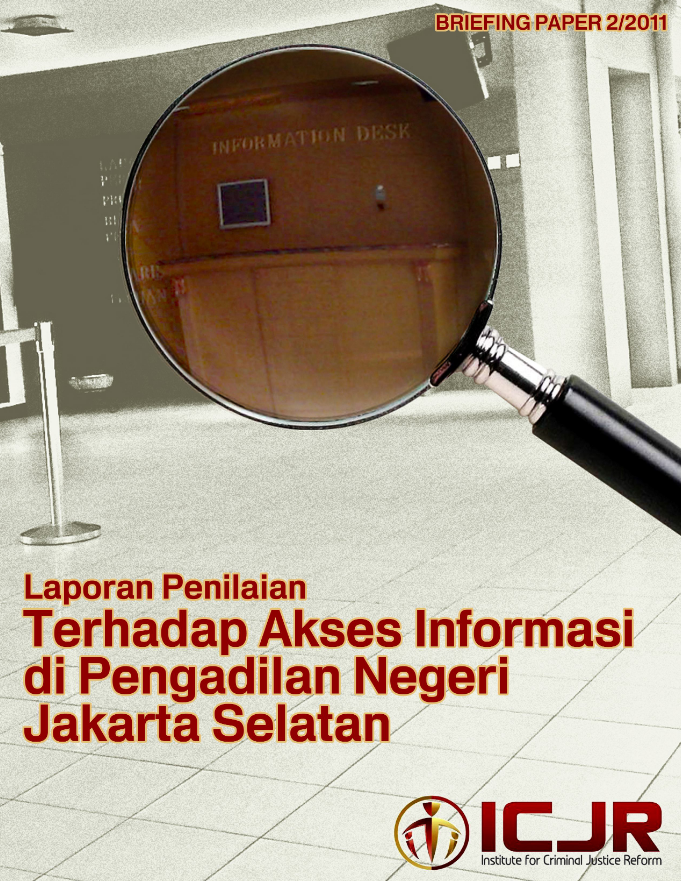 BRIEFING PAPER 2/2011
INFORMATION DESK
Laporan Penilaian
Terhadap Akses Informasi
di Pengadilan Negeri
Jakarta Selatan
ICJR
Institute for Criminal Justice Reform